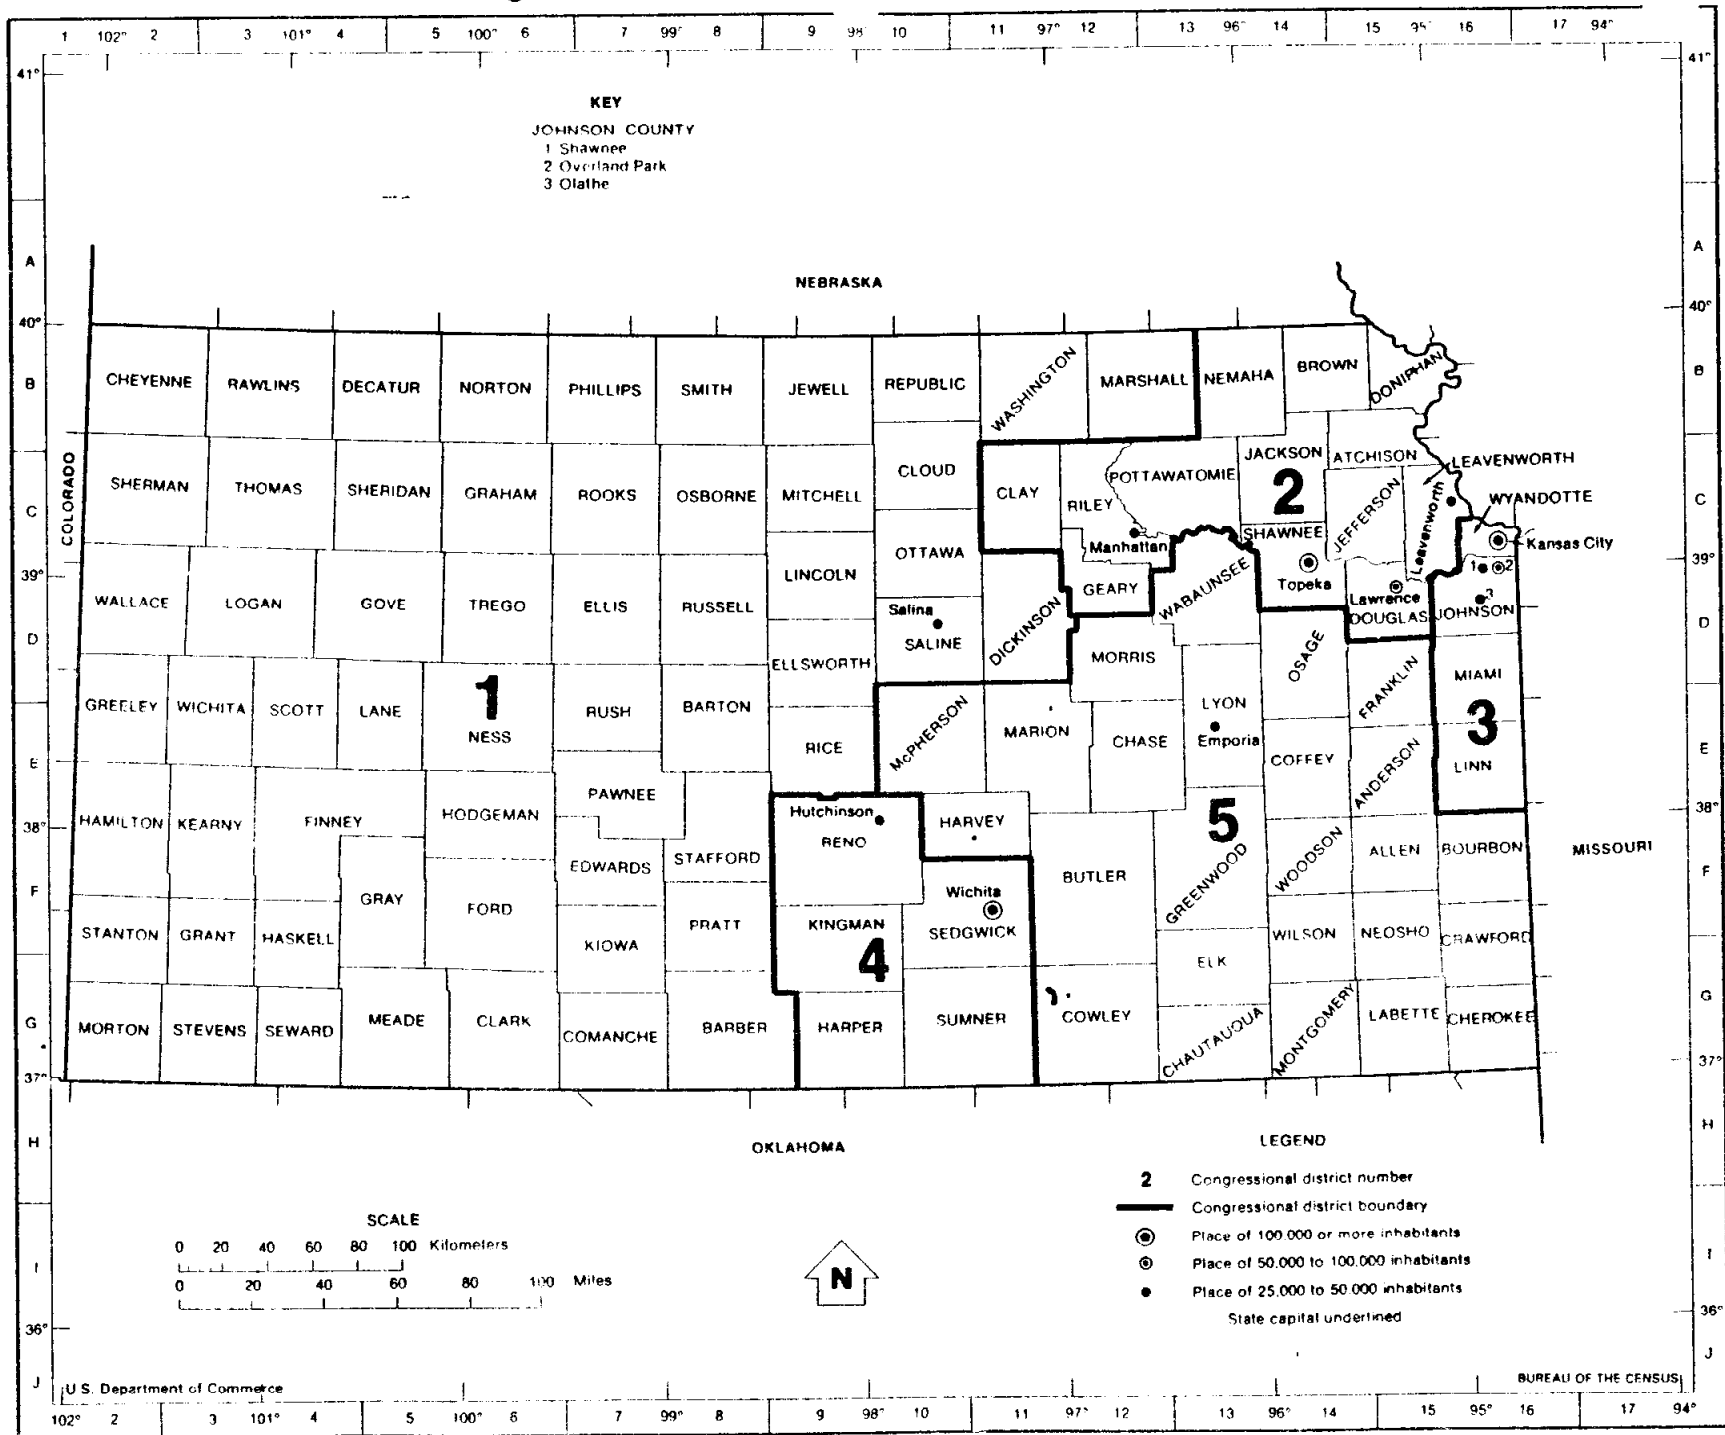 1 102° 2 3 101° 4 5 100° 6 7 99° 8 9 98° 10 11 97° 12 13 96° 14 15 95° 16 17 94°
41° 41°
KEY
JOHNSON COUNTY
1 Shawnee
2 Overland Park
3 Olathe
A A
NEBRASKA
40° 40°
B B
CHEYENNE RAWLINS DECATUR NORTON PHILLIPS SMITH JEWELL REPUBLIC WASHINGTON MARSHALL NEMAHA BROWN DONIPHAN
COLORADO
SHERMAN THOMAS SHERIDAN GRAHAM ROOKS OSBORNE MITCHELL CLOUD CLAY RILEY POTTAWATOMIE JACKSON ATCHISON LEAVENWORTH
2
C C
JEFFERSON Leavenworth WYANDOTTE
OTTAWA Manhattan SHAWNEE Kansas City
39° 39°
LINCOLN GEARY WABAUNSEE Topeka 1 2
WALLACE LOGAN GOVE TREGO ELLIS RUSSELL Salina Lawrence 3
DOUGLAS JOHNSON
D D
SALINE DICKINSON MORRIS OSAGE
ELLSWORTH FRANKLIN MIAMI
GREELEY WICHITA SCOTT LANE 1 RUSH BARTON McPHERSON MARION LYON 3
NESS RICE CHASE Emporia COFFEY ANDERSON LINN
E E
PAWNEE Hutchinson
HAMILTON KEARNY FINNEY HODGEMAN RENO HARVEY 5
38° 38°
EDWARDS STAFFORD WOODSON ALLEN BOURBON MISSOURI
F F
GRAY FORD BUTLER GREENWOOD
Wichita
STANTON GRANT HASKELL KIOWA PRATT KINGMAN SEDGWICK WILSON NEOSHO CRAWFORD
4 ELK
G G
MORTON STEVENS SEWARD MEADE CLARK COMANCHE BARBER HARPER SUMNER COWLEY CHAUTAUQUA MONTGOMERY LABETTE CHEROKEE
37° 37°
H H
OKLAHOMA
LEGEND
2 Congressional district number
Congressional district boundary
Place of 100,000 or more inhabitants
Place of 50,000 to 100,000 inhabitants
Place of 25,000 to 50,000 inhabitants
State capital underlined
SCALE
0 20 40 60 80 100 Kilometers
0 20 40 60 80 100 Miles
N
I I
36° 36°
J J
U.S. Department of Commerce BUREAU OF THE CENSUS
102° 2 3 101° 4 5 100° 6 7 99° 8 9 98° 10 11 97° 12 13 96° 14 15 95° 16 17 94°